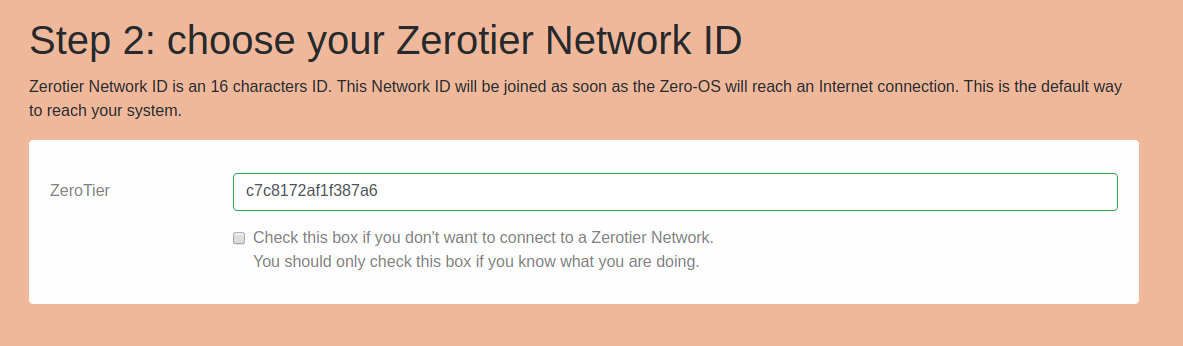 Step 2: choose your Zerotier Network ID
Zerotier Network ID is an 16 characters ID. This Network ID will be joined as soon as the Zero-OS will reach an Internet connection. This is the default way
to reach your system.
ZeroTier
c7c8172af1f387a6
Check this box if you don't want to connect to a Zerotier Network.
You should only check this box if you know what you are doing.